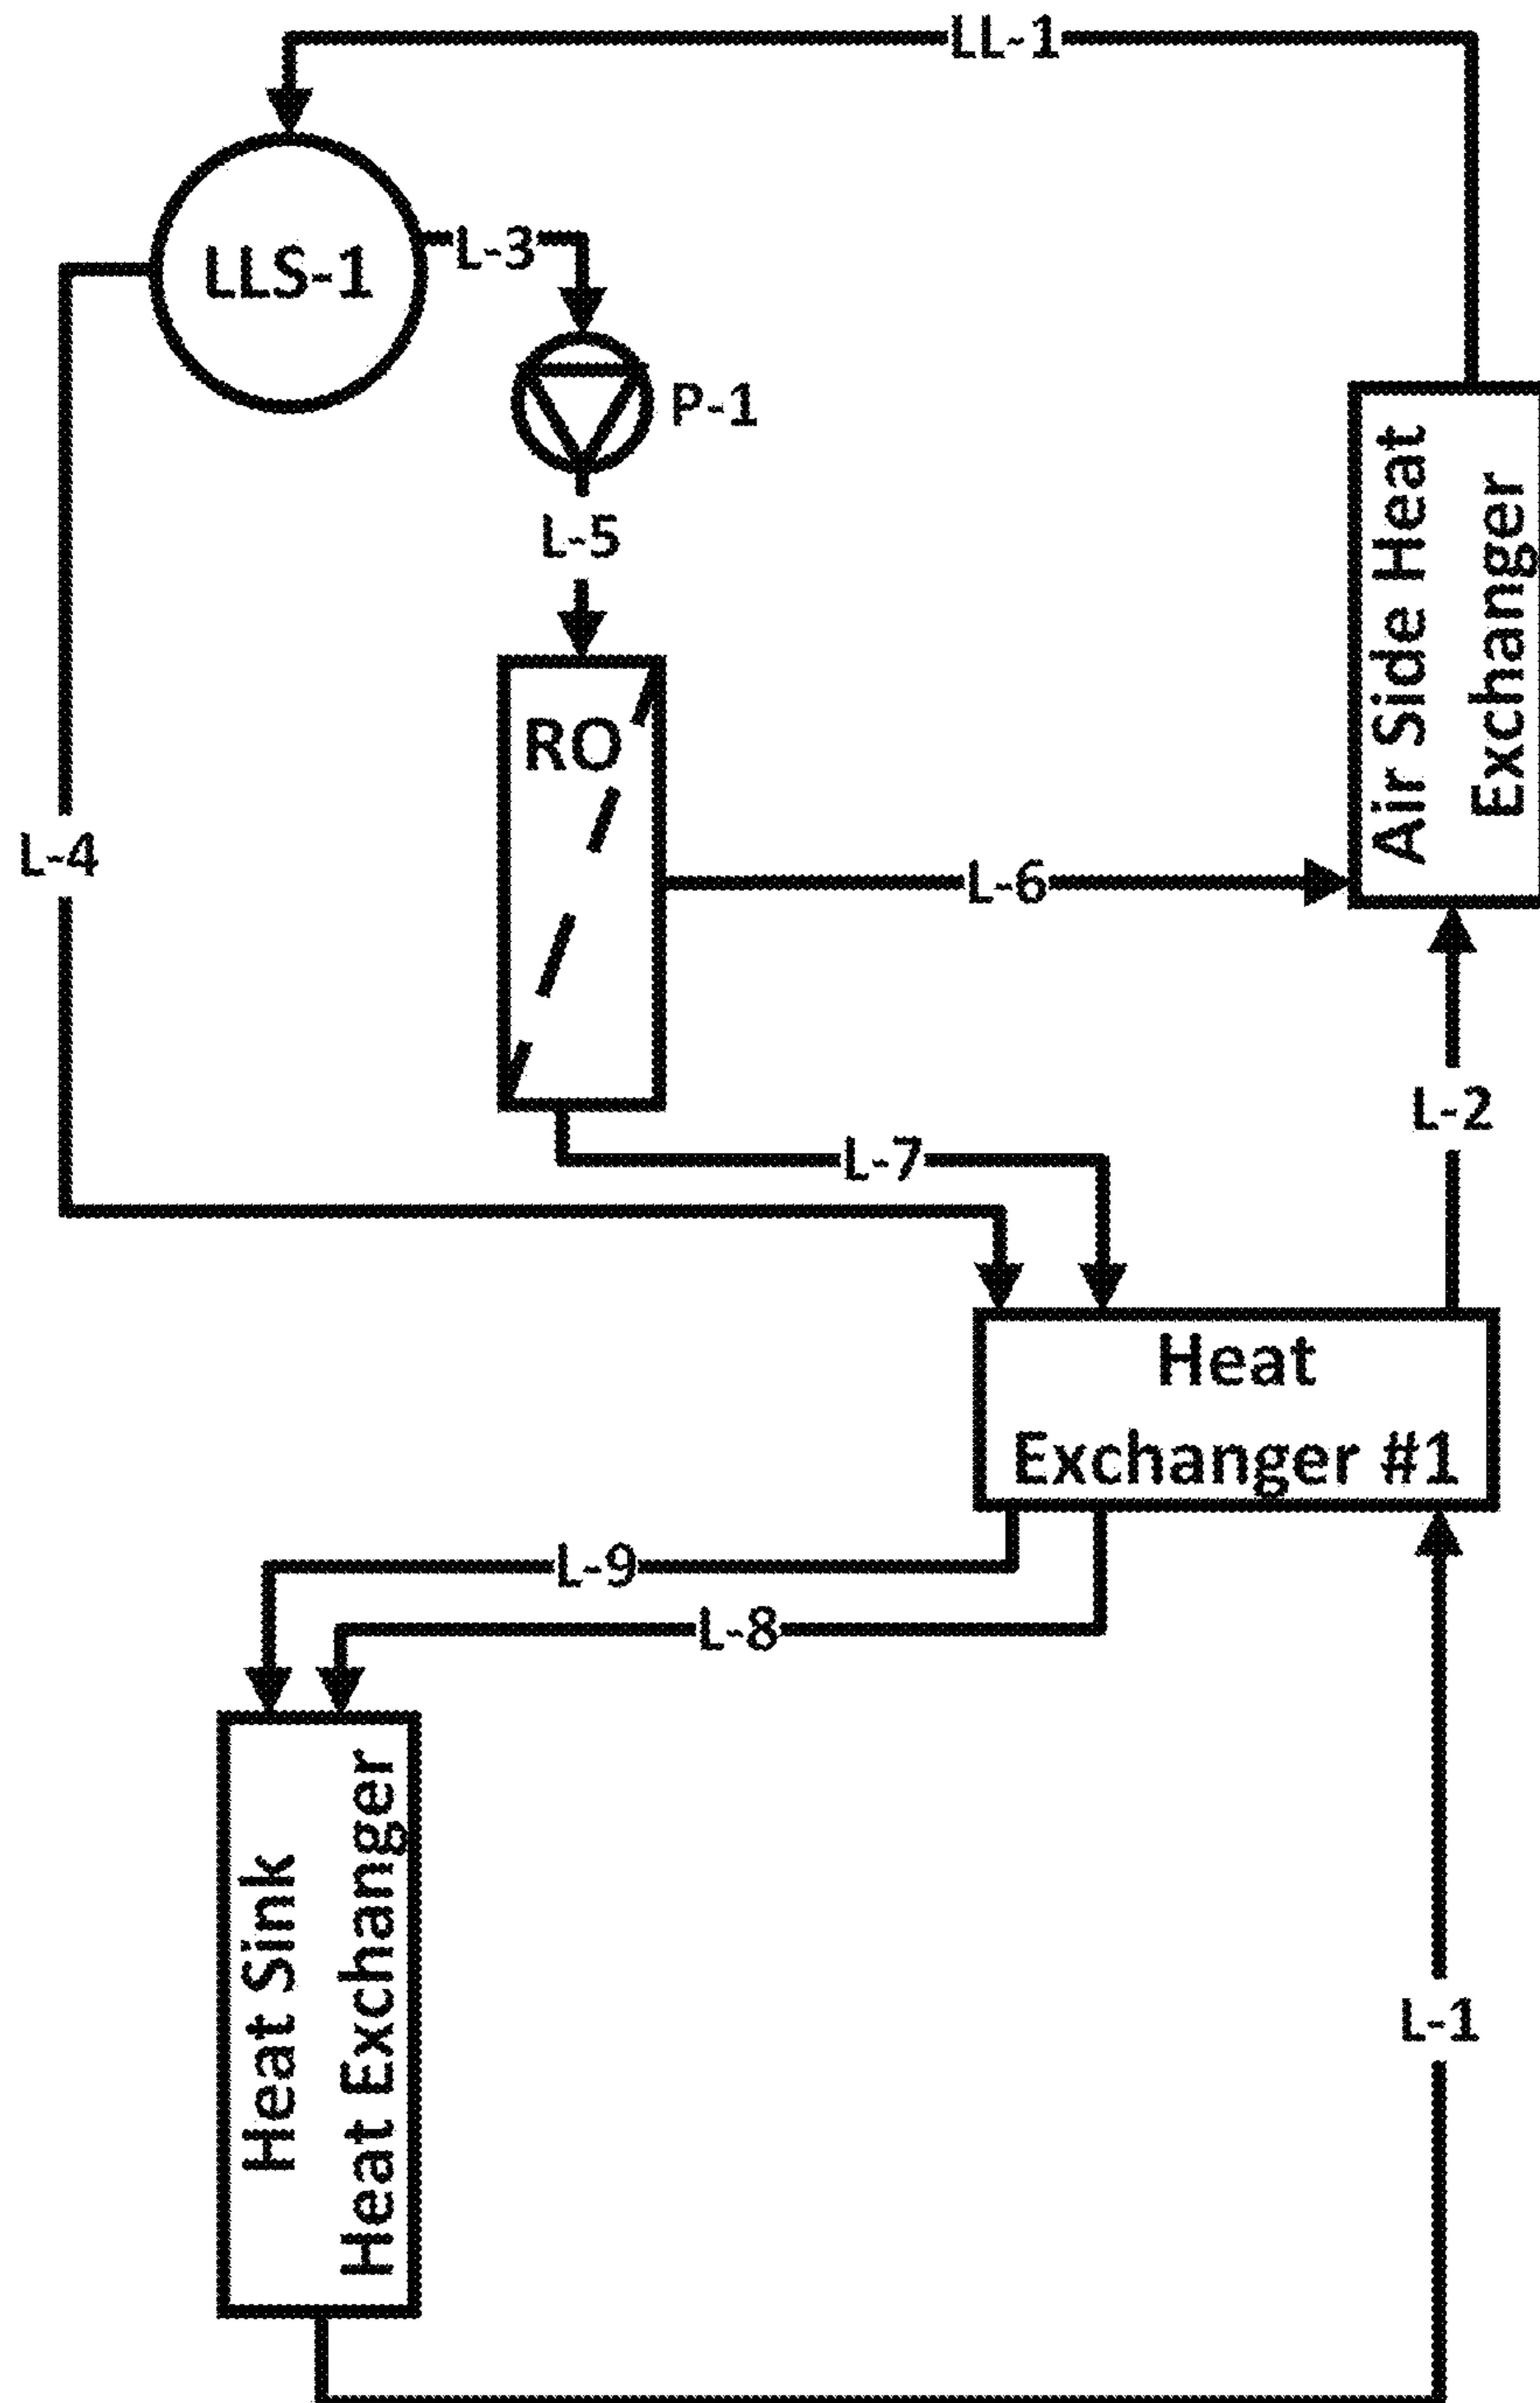 LL-1
LLS-1
L-3
P-1
L-5
Air Side Heat
Exchanger
RO
L-4
L-6
L-2
L-7
Heat
Exchanger #1
L-9
L-8
Heat Sink
Heat Exchanger
L-1